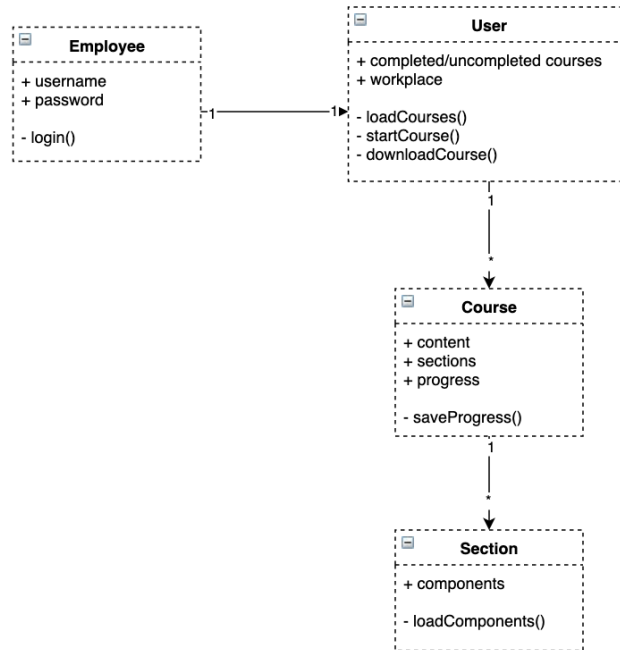 Employee
+ username
+ password
- login()
1
1
User
+ completed/uncompleted courses
+ workplace
- loadCourses()
- startCourse()
- downloadCourse()
1
*
Course
+ content
+ sections
+ progress
- saveProgress()
1
*
Section
+ components
- loadComponents()